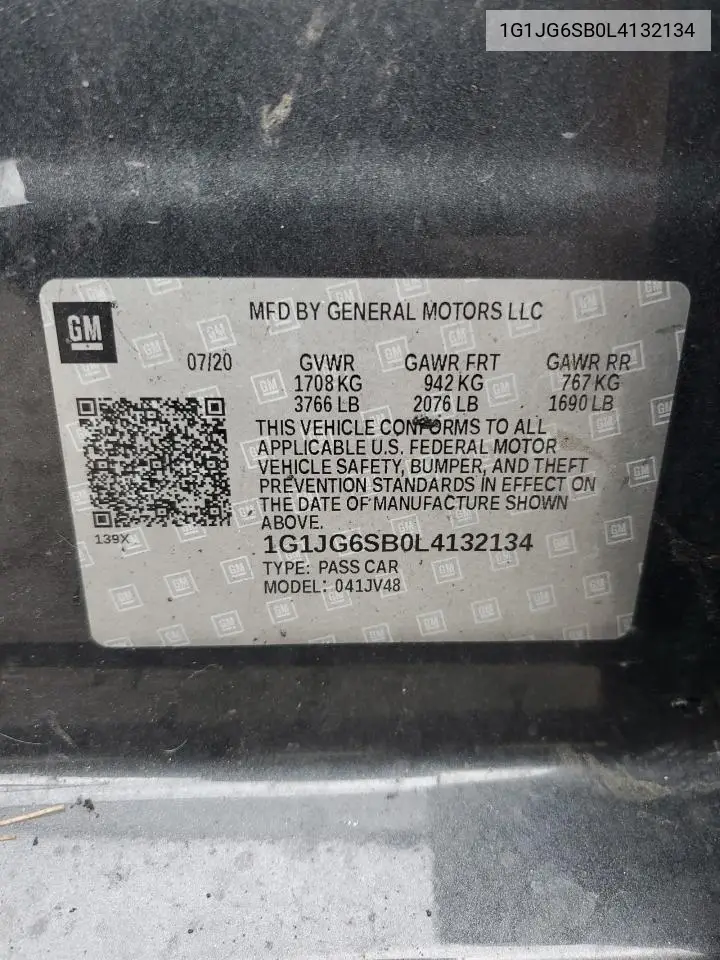 1G1JG6SB0L4132134
GM
MFD BY GENERAL MOTORS LLC
07/20 GVWR GAWR FRT GAWR RR
1708 KG 942 KG 767 KG
3766 LB 2076 LB 1690 LB
THIS VEHICLE CONFORMS TO ALL
APPLICABLE U.S. FEDERAL MOTOR
VEHICLE SAFETY, BUMPER, AND THEFT
PREVENTION STANDARDS IN EFFECT ON
THE DATE OF MANUFACTURE SHOWN
ABOVE.
139X
1G1JG6SB0L4132134
TYPE: PASS CAR
MODEL: 041JV48